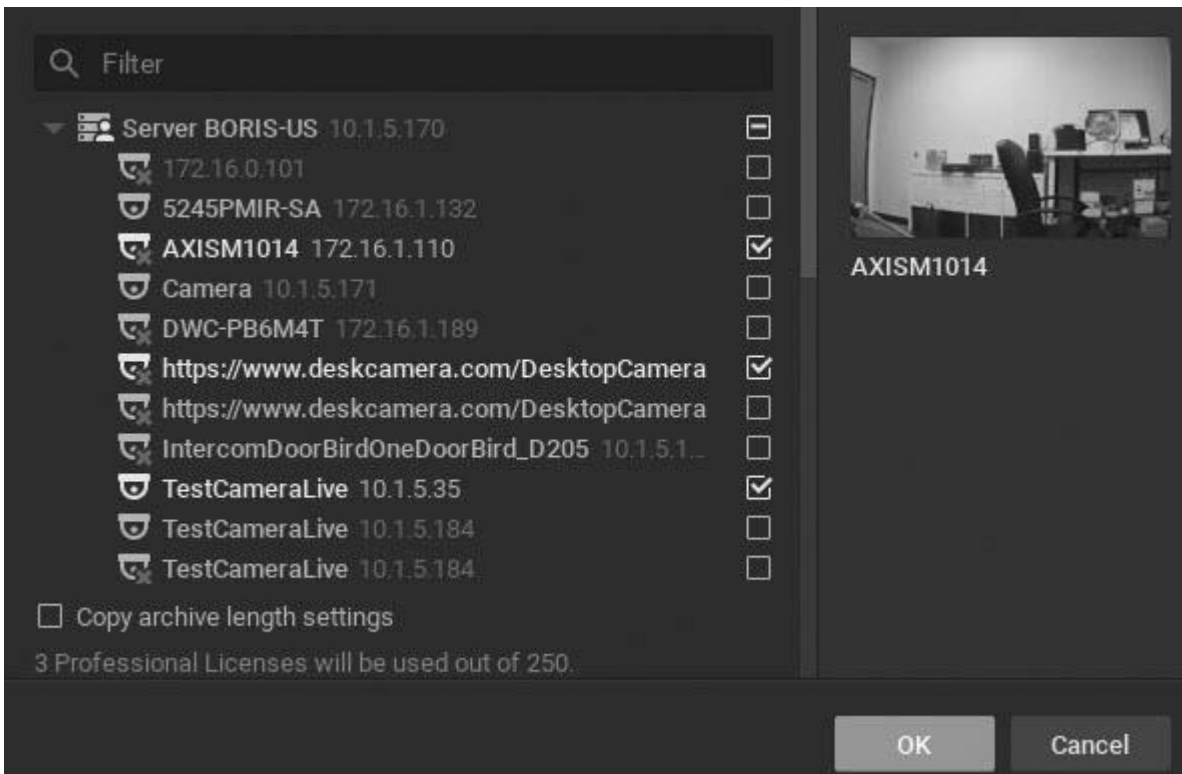 Filter
Server BORIS-US 10.1.5.170
172.16.0.101
5245PMIR-SA 172.16.1.132
AXISM1014 172.16.1.110
AXISM1014
Camera 10.1.5.171
DWC-PB6M4T 172.16.1.189
https://www.deskcamera.com/DesktopCamera
https://www.deskcamera.com/DesktopCamera
IntercomDoorBirdOneDoorBird_D205 10.1.5.1...
TestCameraLive 10.1.5.35
TestCameraLive 10.1.5.184
TestCameraLive 10.1.5.184
Copy archive length settings
3 Professional Licenses will be used out of 250.
OK Cancel